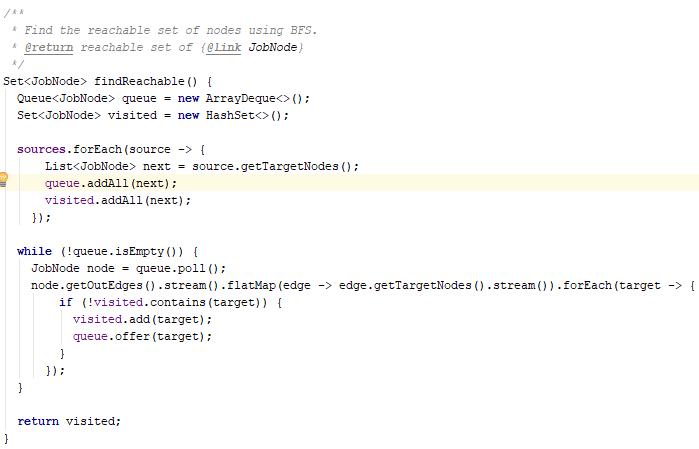 /**
 * Find the reachable set of nodes using BFS.
 * @return reachable set of {@link JobNode}
 */
Set<JobNode> findReachable() {
  Queue<JobNode> queue = new ArrayDeque<>();
  Set<JobNode> visited = new HashSet<>();

  sources.forEach(source -> {
      List<JobNode> next = source.getTargetNodes();
      queue.addAll(next);
      visited.addAll(next);
    });

  while (!queue.isEmpty()) {
    JobNode node = queue.poll();
    node.getOutEdges().stream().flatMap(edge -> edge.getTargetNodes().stream()).forEach(target -> {
        if (!visited.contains(target)) {
          visited.add(target);
          queue.offer(target);
        }
      });
  }

  return visited;
}